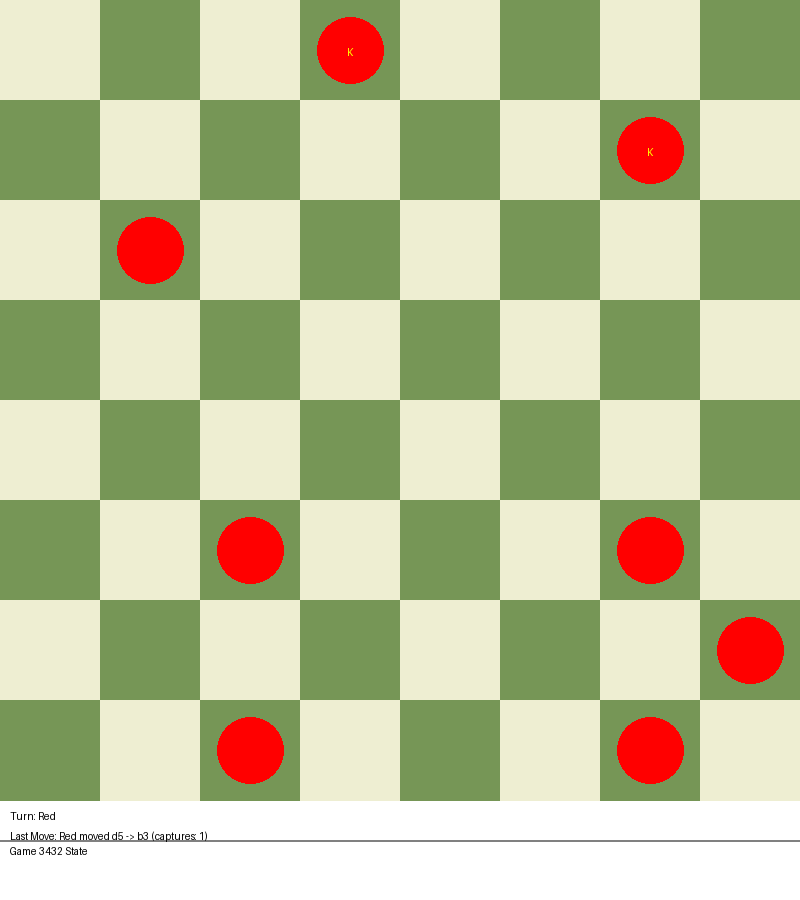 K
K
Turn: Red
Last Move: Red moved d5 -> b3 (captures: 1)
Game 3432 State